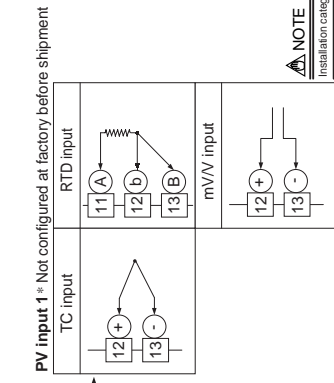 PV input 1 * Not configured at factory before shipment
TC input
12 +
13 -
RTD input
11 A
12 b
13 B
mV/V input
12 +
13 -
NOTE
Installation